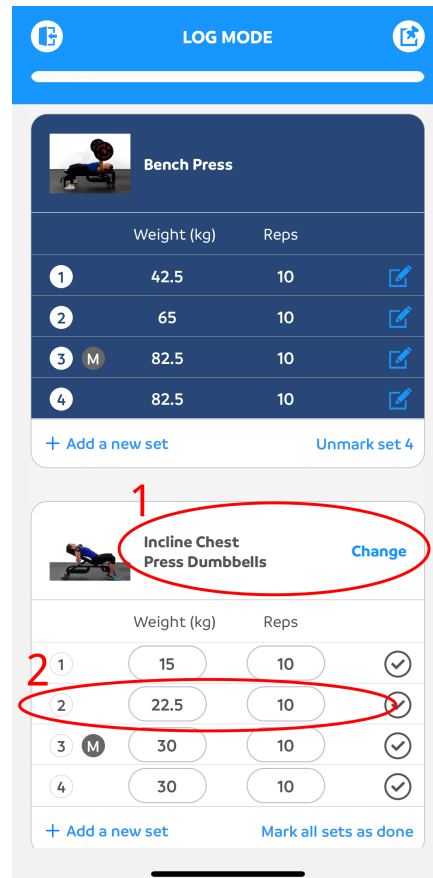 LOG MODE
Bench Press
Weight (kg) Reps
1 42.5 10
2 65 10
3 M 82.5 10
4 82.5 10
+ Add a new set Unmark set 4
1
Incline Chest
Press Dumbbells Change
Weight (kg) Reps
2
1 15 10
2 22.5 10
3 M 30 10
4 30 10
+ Add a new set Mark all sets as done